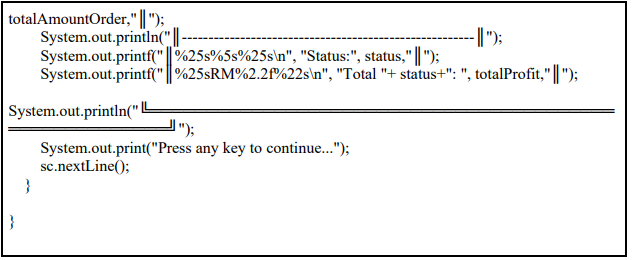 totalAmountOrder,"║");
System.out.println("║------------------------------------------------------║");
System.out.printf("║%25s%5s%25s\n", "Status:", status,"║");
System.out.printf("║%25sRM%2.2f%22s\n", "Total "+ status+": ", totalProfit,"║");
System.out.println("╚════════════════════════════════════════════════
════════════════╝");
System.out.print("Press any key to continue...");
sc.nextLine();
}
}